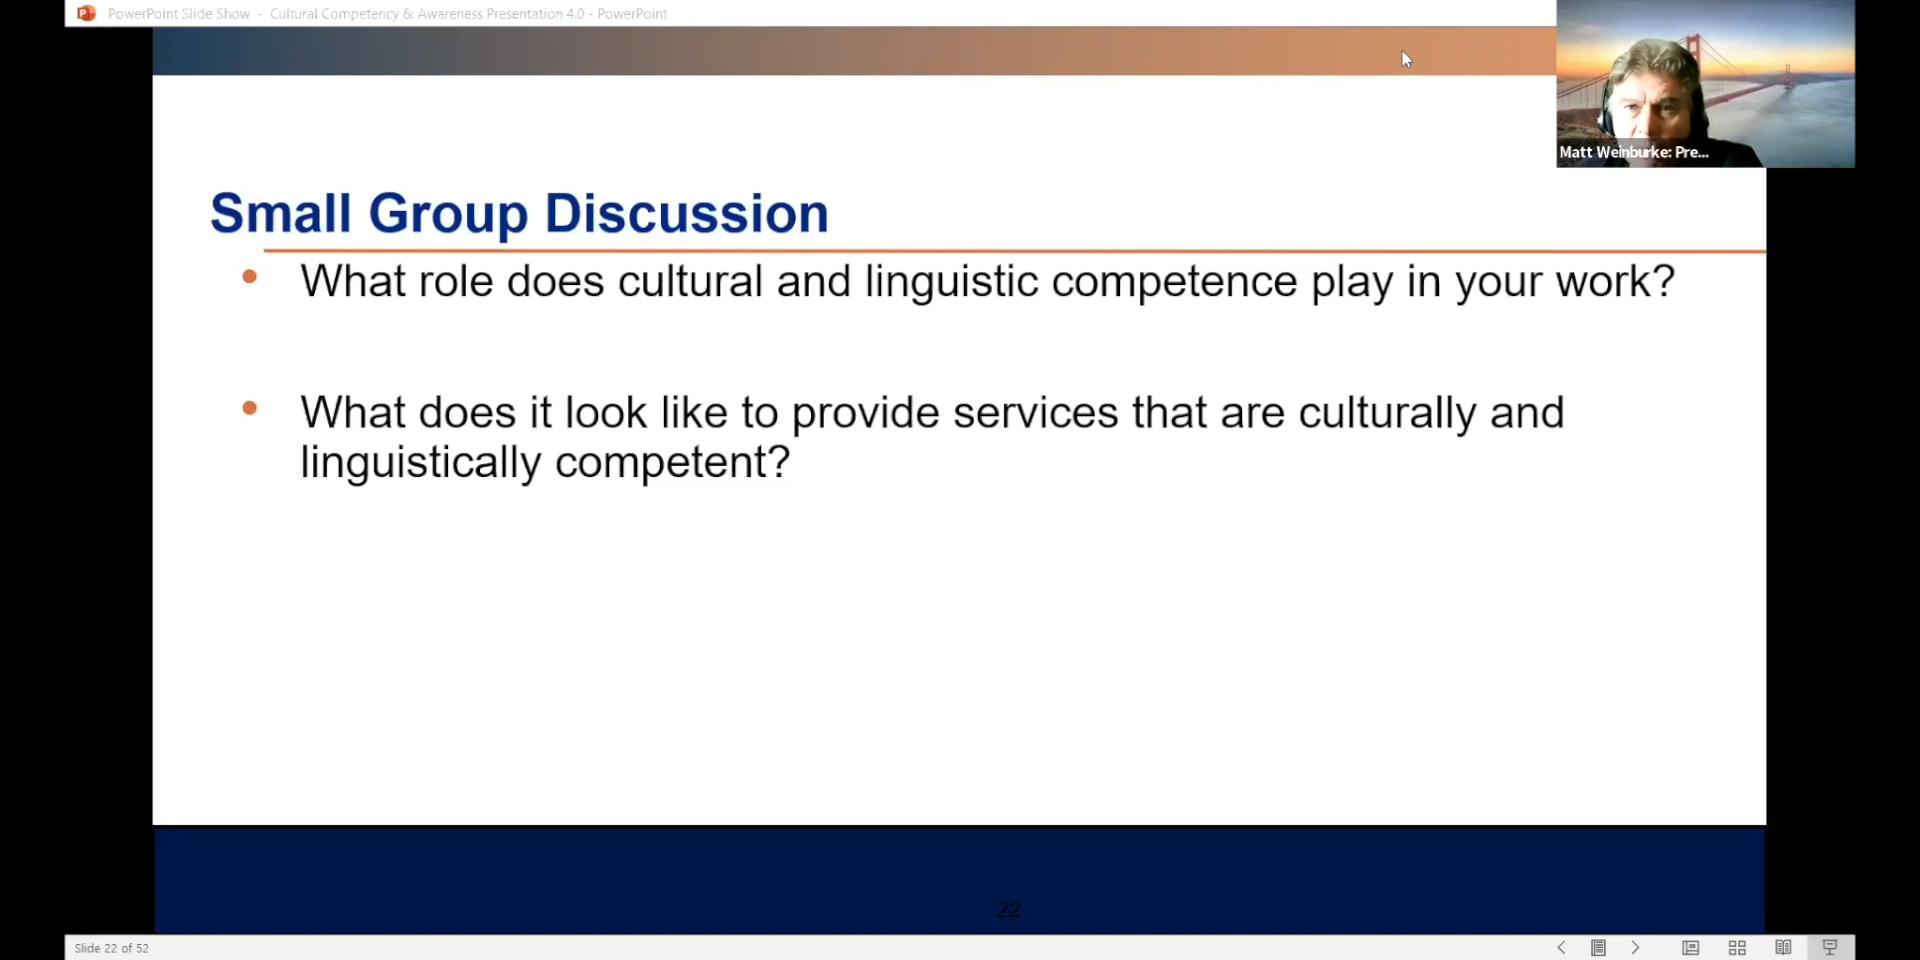 PowerPoint Slide Show - Cultural Competency & Awareness Presentation 4.0 - PowerPoint
Matt Weinburke: Pre...
Small Group Discussion
• What role does cultural and linguistic competence play in your work?
• What does it look like to provide services that are culturally and
linguistically competent?
22
Slide 22 of 52